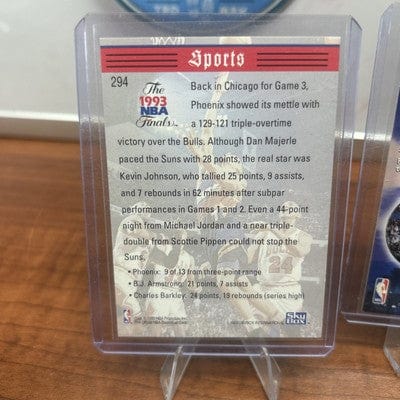 Sports
294
The
1993
NBA
Finals
Back in Chicago for Game 3,
Phoenix showed its mettle with
a 129-121 triple-overtime
victory over the Bulls. Although Dan Majerle
paced the Suns with 28 points, the real star was
Kevin Johnson, who tallied 25 points, 9 assists,
and 7 rebounds in 62 minutes after subpar
performances in Games 1 and 2. Even a 44-point
night from Michael Jordan and a near triple-
double from Scottie Pippen could not stop the
Suns.
• Phoenix: 9 of 13 from three-point range
• B.J. Armstrong: 21 points, 7 assists
• Charles Barkley: 24 points, 19 rebounds (series high)
24
SkyBox